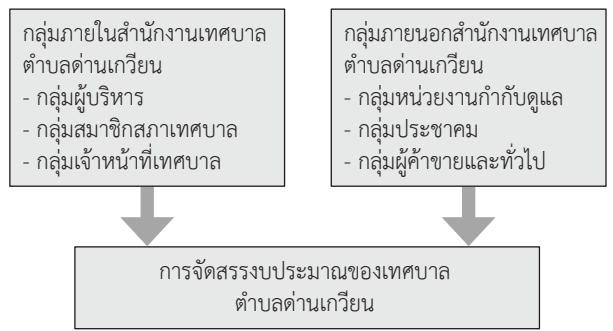 กลุ่มภายในสำนักงานเทศบาล
ตำบลด่านเกวียน
- กลุ่มผู้บริหาร
- กลุ่มสมาชิกสภาเทศบาล
- กลุ่มเจ้าหน้าที่เทศบาล
กลุ่มภายนอกสำนักงานเทศบาล
ตำบลด่านเกวียน
- กลุ่มหน่วยงานกำกับดูแล
- กลุ่มประชาคม
- กลุ่มผู้ค้าขายและทั่วไป
การจัดสรรงบประมาณของเทศบาล
ตำบลด่านเกวียน